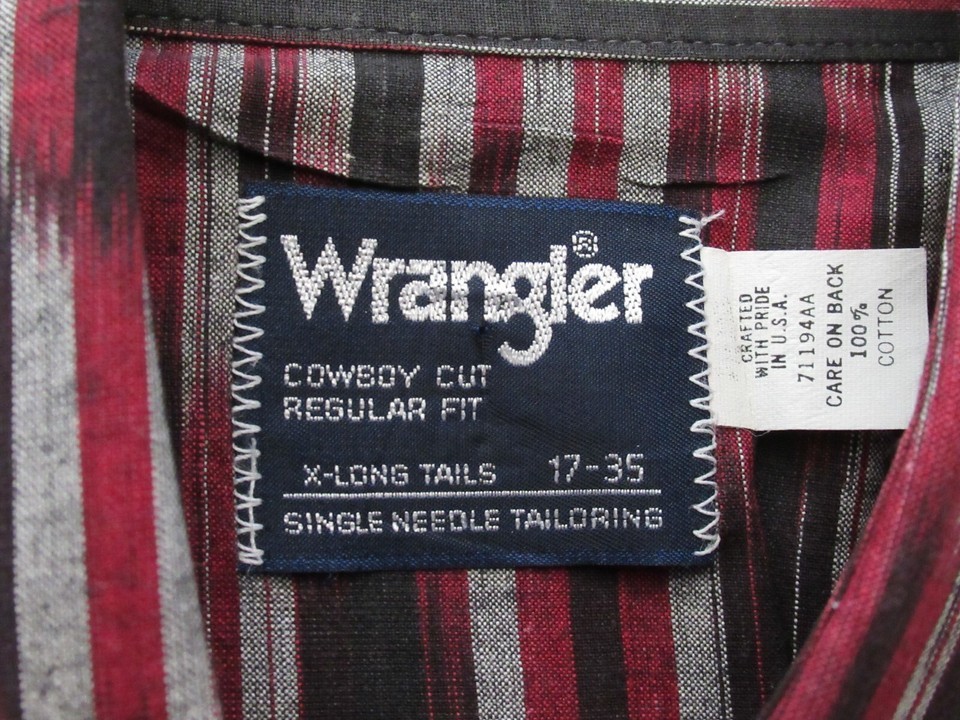 Wrangler®
COWBOY CUT
REGULAR FIT
X-LONG TAILS 17-35
SINGLE NEEDLE TAILORING
CRAFTED
WITH PRIDE
IN U.S.A.
71194AA
CARE ON BACK
100%
COTTON